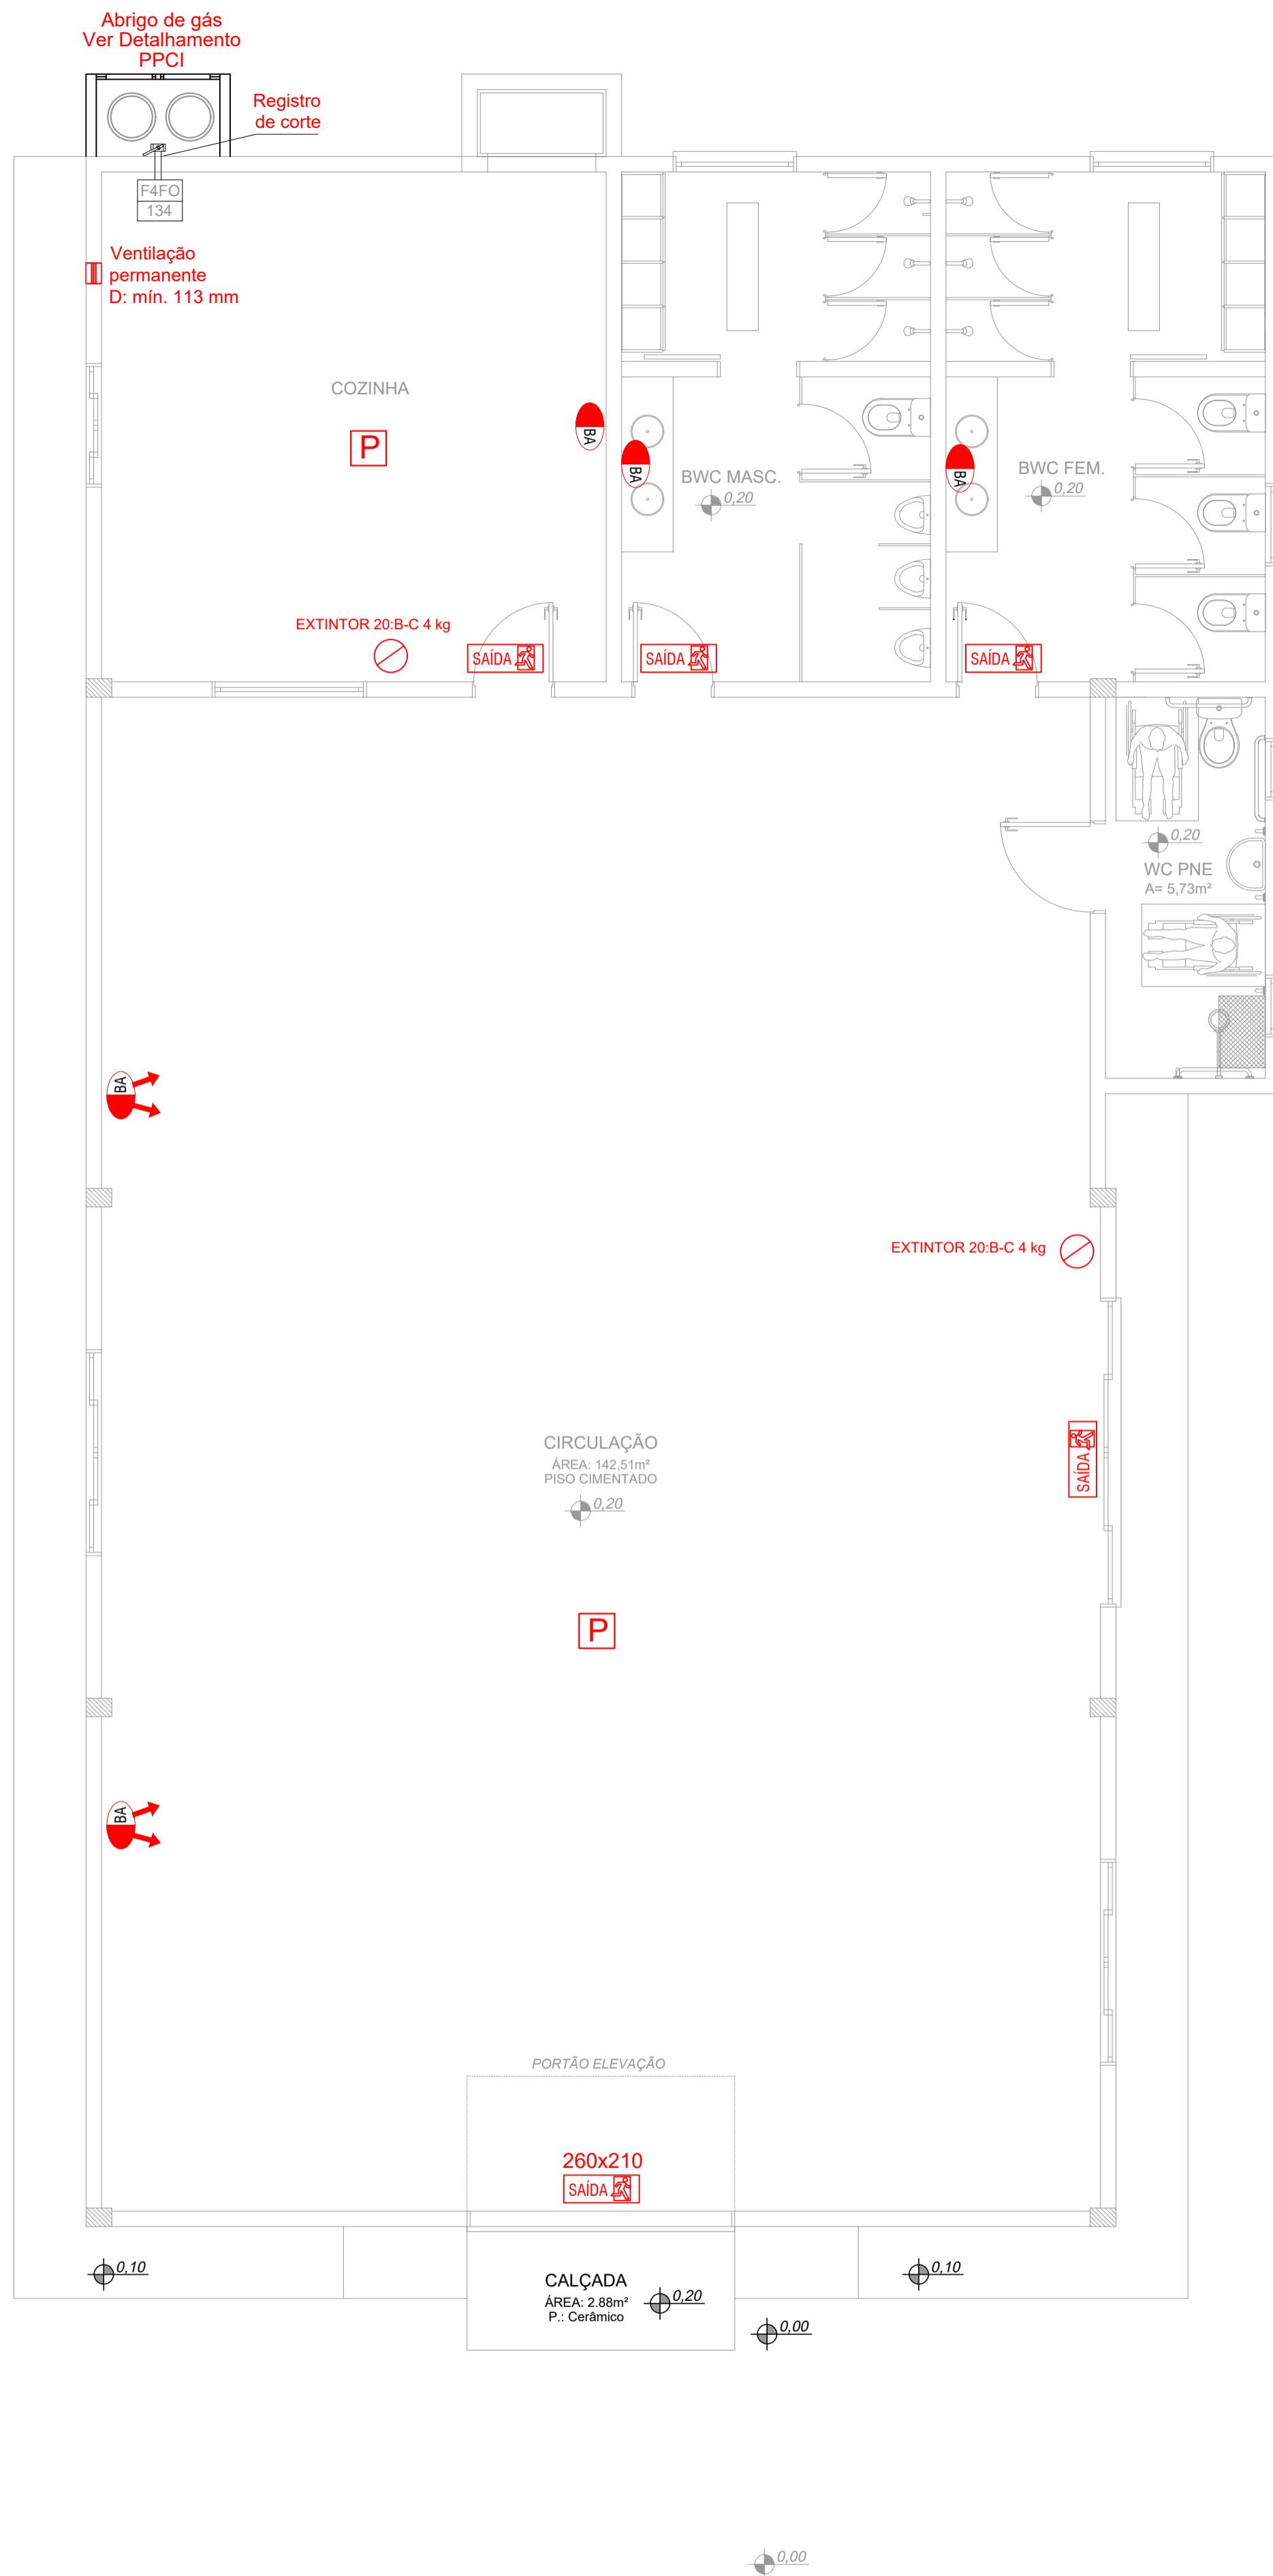 Abrigo de gás
Ver Detalhamento
PPCI
Registro
de corte
F4FO
134
Ventilação
permanente
D: mín. 113 mm
COZINHA
P
BA
BA
BWC MASC.
0,20
BA
BWC FEM.
0,20
EXTINTOR 20:B-C 4 kg
SAÍDA
SAÍDA
SAÍDA
0,20
WC PNE
A= 5,73m²
BA
EXTINTOR 20:B-C 4 kg
SAÍDA
CIRCULAÇÃO
ÁREA: 142,51m²
PISO CIMENTADO
0,20
P
BA
PORTÃO ELEVAÇÃO
260x210
SAÍDA
0,10
CALÇADA
ÁREA: 2.88m²
P.: Cerâmico
0,20
0,10
0,00
0,00